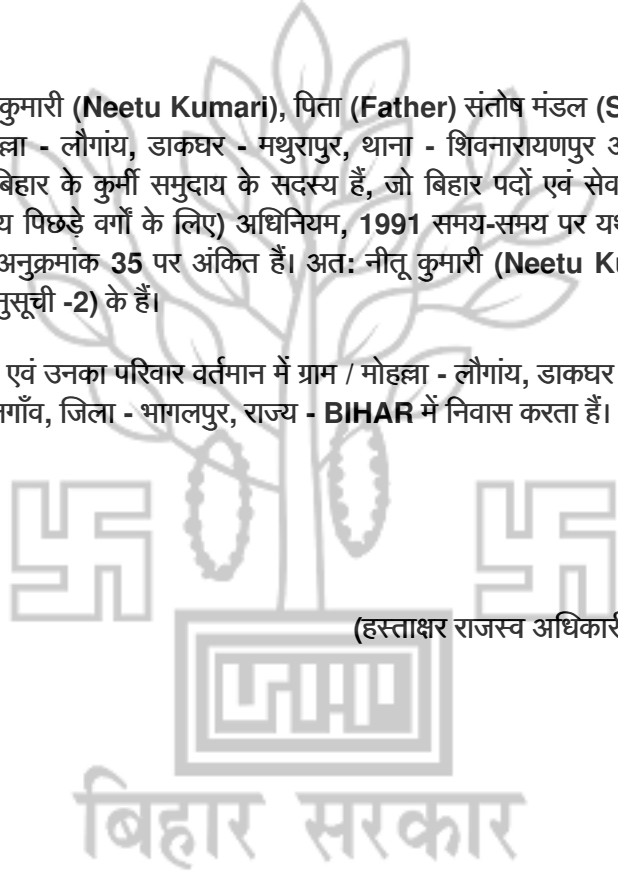 कुमारी (Neetu Kumari), पिता (Father) संतोष मंडल (S
ल्ला - लौगांय, डाकघर - मथुरापुर, थाना - शिवनारायणपुर अ
बिहार के कुर्मी समुदाय के सदस्य हैं, जो बिहार पदों एवं सेव
य पिछड़े वर्गों के लिए) अधिनियम, 1991 समय-समय पर यथ
अनुक्रमांक 35 पर अंकित हैं। अत: नीतू कुमारी (Neetu Ku
नुसूची -2) के हैं।
एवं उनका परिवार वर्तमान में ग्राम / मोहल्ला - लौगांय, डाकघर
गाँव, जिला - भागलपुर, राज्य - BIHAR में निवास करता हैं।
(हस्ताक्षर राजस्व अधिकारी
बिहार सरकार